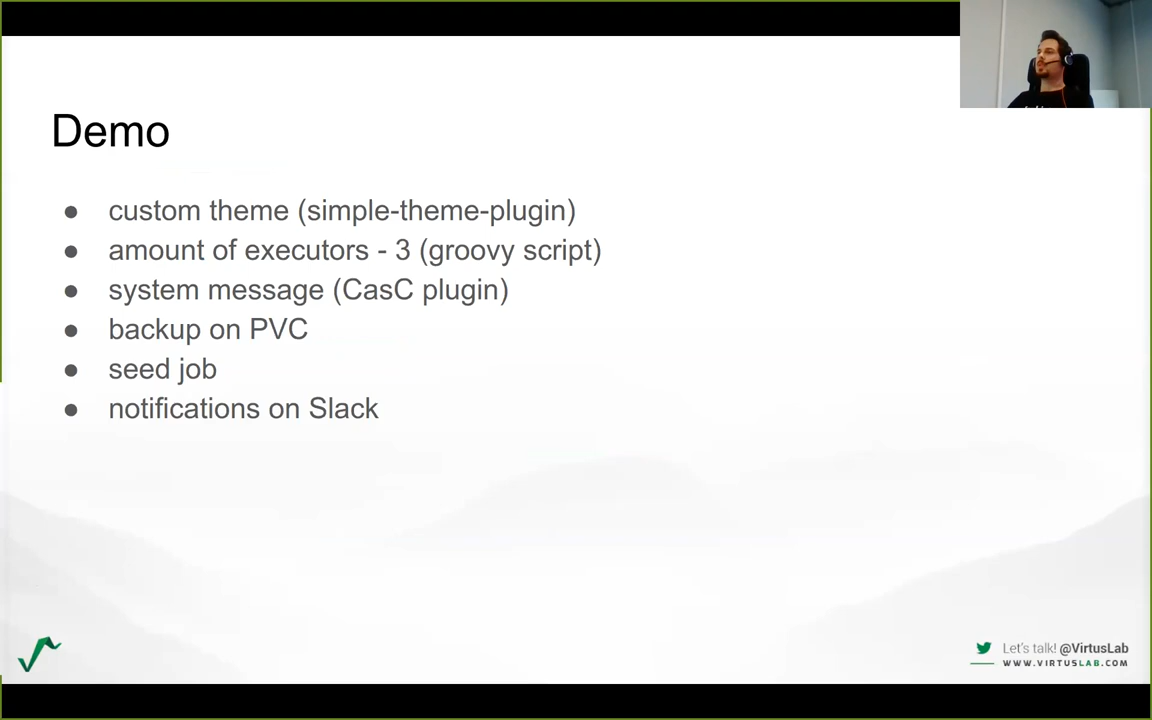 Demo
● custom theme (simple-theme-plugin)
● amount of executors - 3 (groovy script)
● system message (CasC plugin)
● backup on PVC
● seed job
● notifications on Slack
Let's talk! @VirtusLab
WWW.VIRTUSLAB.COM